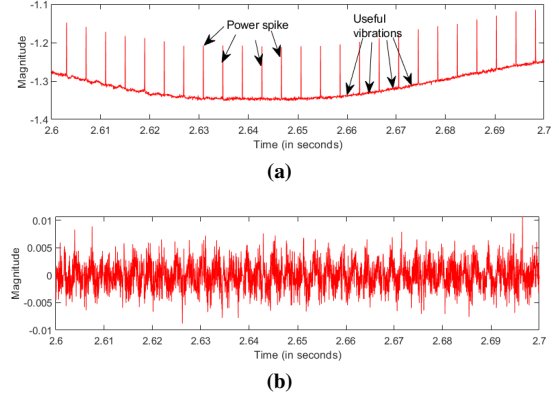 -1.1
-1.2
-1.3
-1.4
Magnitude
Power spike
Useful
vibrations
2.6 2.61 2.62 2.63 2.64 2.65 2.66 2.67 2.68 2.69 2.7
Time (in seconds)
(a)
0.01
0.005
0
-0.005
-0.01
Magnitude
2.6 2.61 2.62 2.63 2.64 2.65 2.66 2.67 2.68 2.69 2.7
Time (in seconds)
(b)